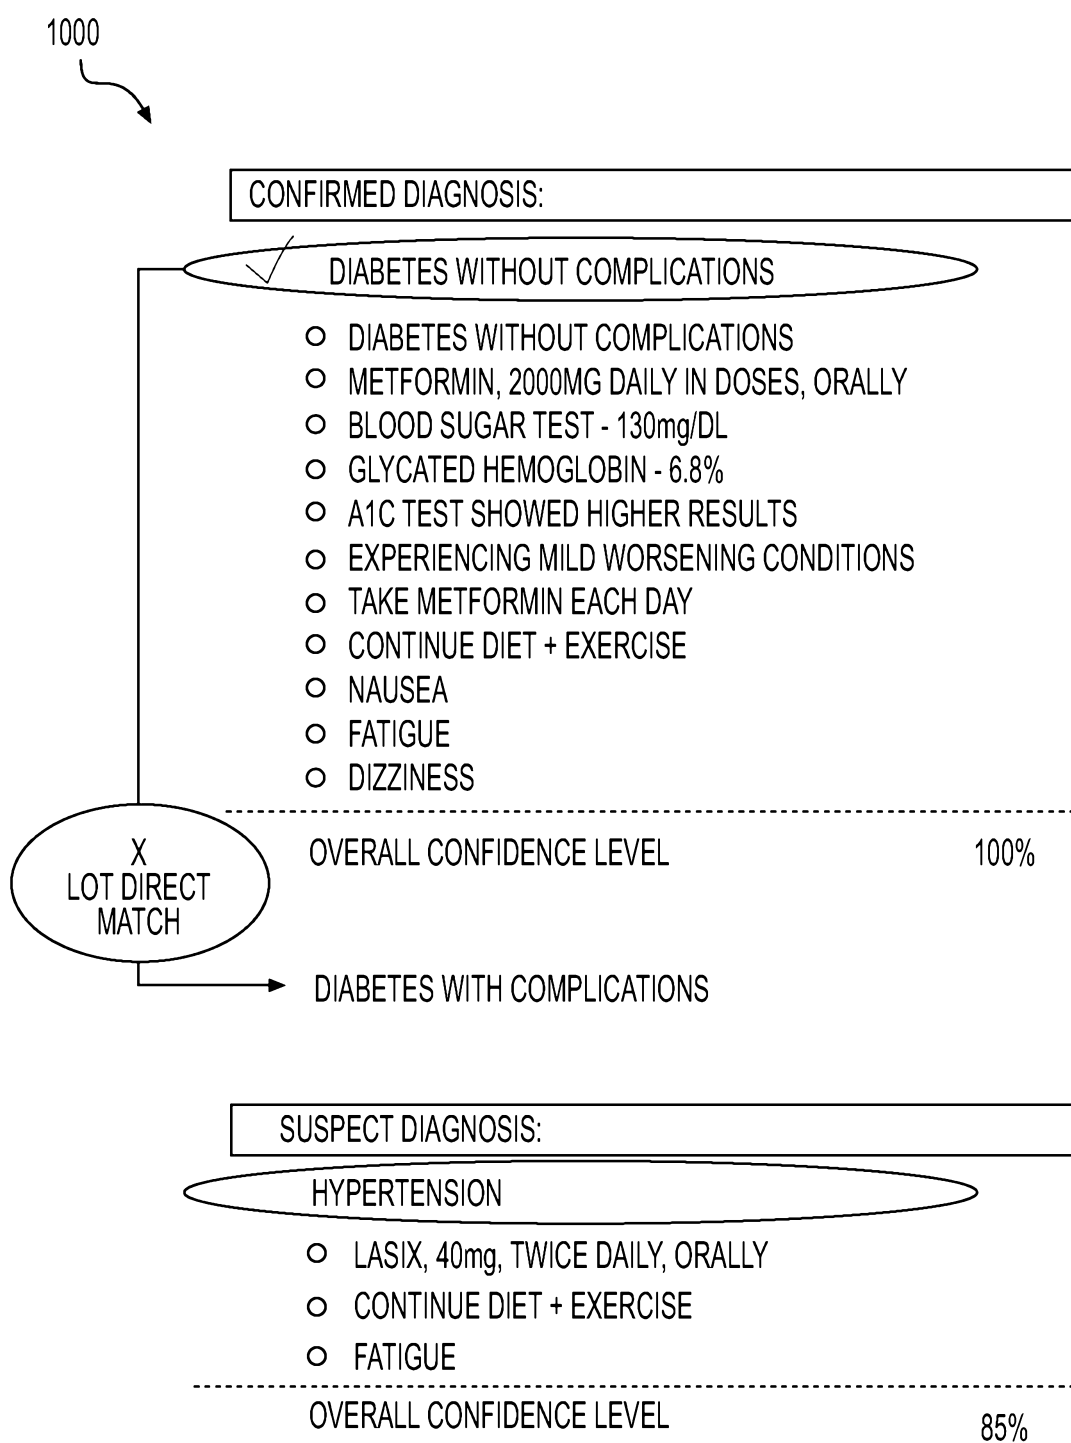 1000
CONFIRMED DIAGNOSIS:
DIABETES WITHOUT COMPLICATIONS
DIABETES WITHOUT COMPLICATIONS
METFORMIN, 2000MG DAILY IN DOSES, ORALLY
BLOOD SUGAR TEST - 130mg/DL
GLYCATED HEMOGLOBIN - 6.8%
A1C TEST SHOWED HIGHER RESULTS
EXPERIENCING MILD WORSENING CONDITIONS
TAKE METFORMIN EACH DAY
CONTINUE DIET + EXERCISE
NAUSEA
FATIGUE
DIZZINESS
OVERALL CONFIDENCE LEVEL 100%
X
LOT DIRECT
MATCH
DIABETES WITH COMPLICATIONS
SUSPECT DIAGNOSIS:
HYPERTENSION
LASIX, 40mg, TWICE DAILY, ORALLY
CONTINUE DIET + EXERCISE
FATIGUE
OVERALL CONFIDENCE LEVEL 85%